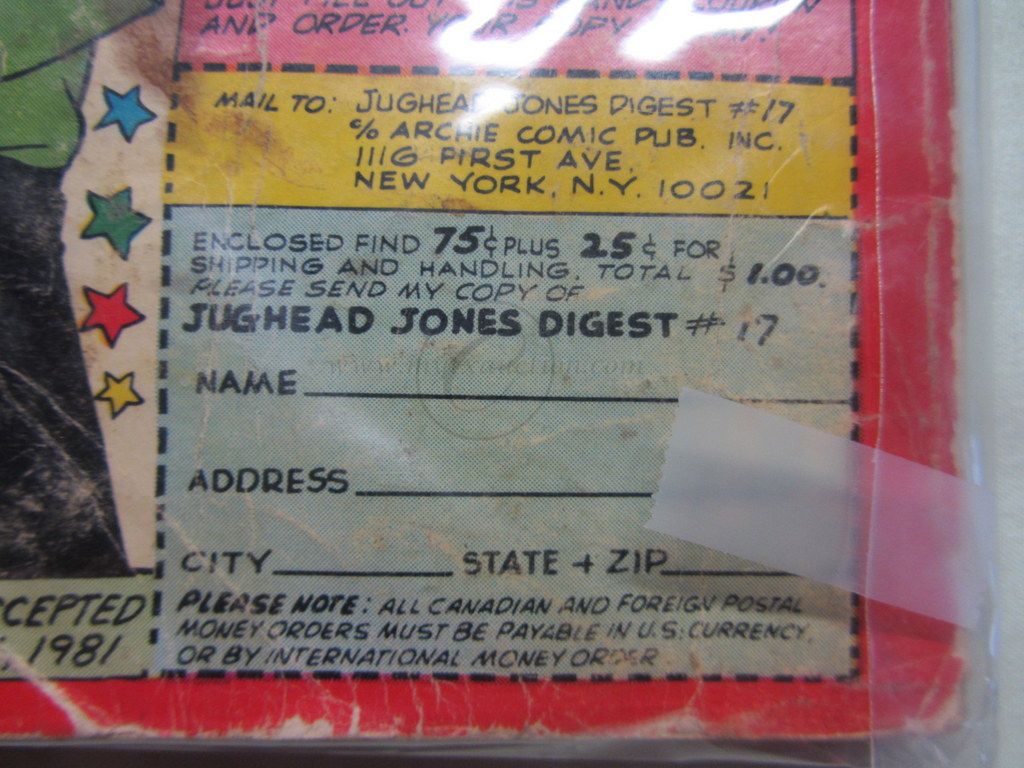 AND ORDER. YOUR COPY
MAIL TO: JUGHEAD JONES DIGEST #17
% ARCHIE COMIC PUB. INC.
1116 FIRST AVE.
NEW YORK, N.Y. 10021
ENCLOSED FIND 75¢ PLUS 25¢ FOR
SHIPPING AND HANDLING. TOTAL $1.00.
PLEASE SEND MY COPY OF
JUGHEAD JONES DIGEST # 17
NAME
ADDRESS
CITY STATE + ZIP
CCEPTED
, 1981
PLEASE NOTE: ALL CANADIAN AND FOREIGN POSTAL
MONEY ORDERS MUST BE PAYABLE IN U.S. CURRENCY,
OR BY INTERNATIONAL MONEY ORDER